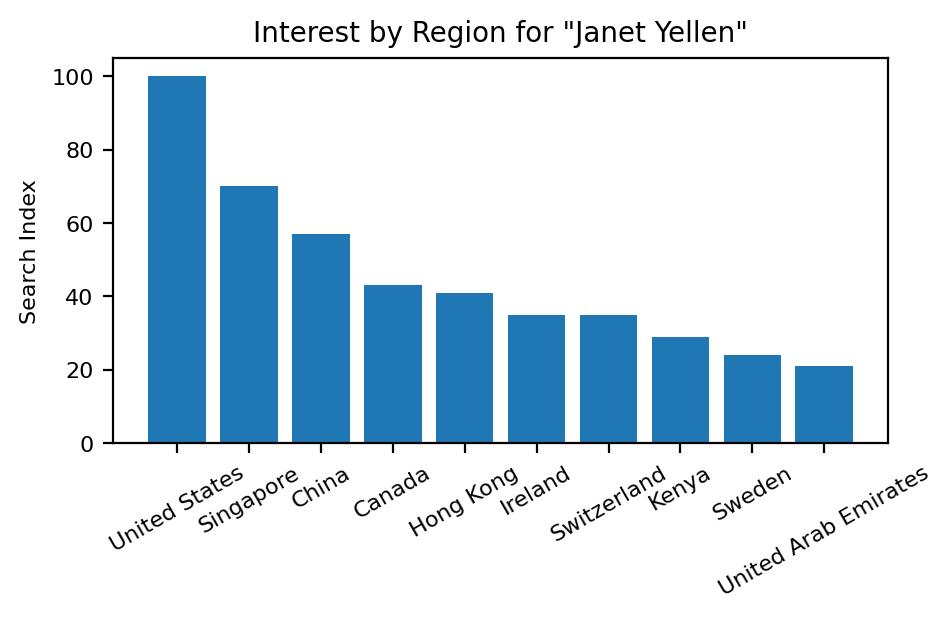 Interest by Region for "Janet Yellen"
Search Index
100
80
60
40
20
0
United States
Singapore
China
Canada
Hong Kong
Ireland
Switzerland
Kenya
Sweden
United Arab Emirates